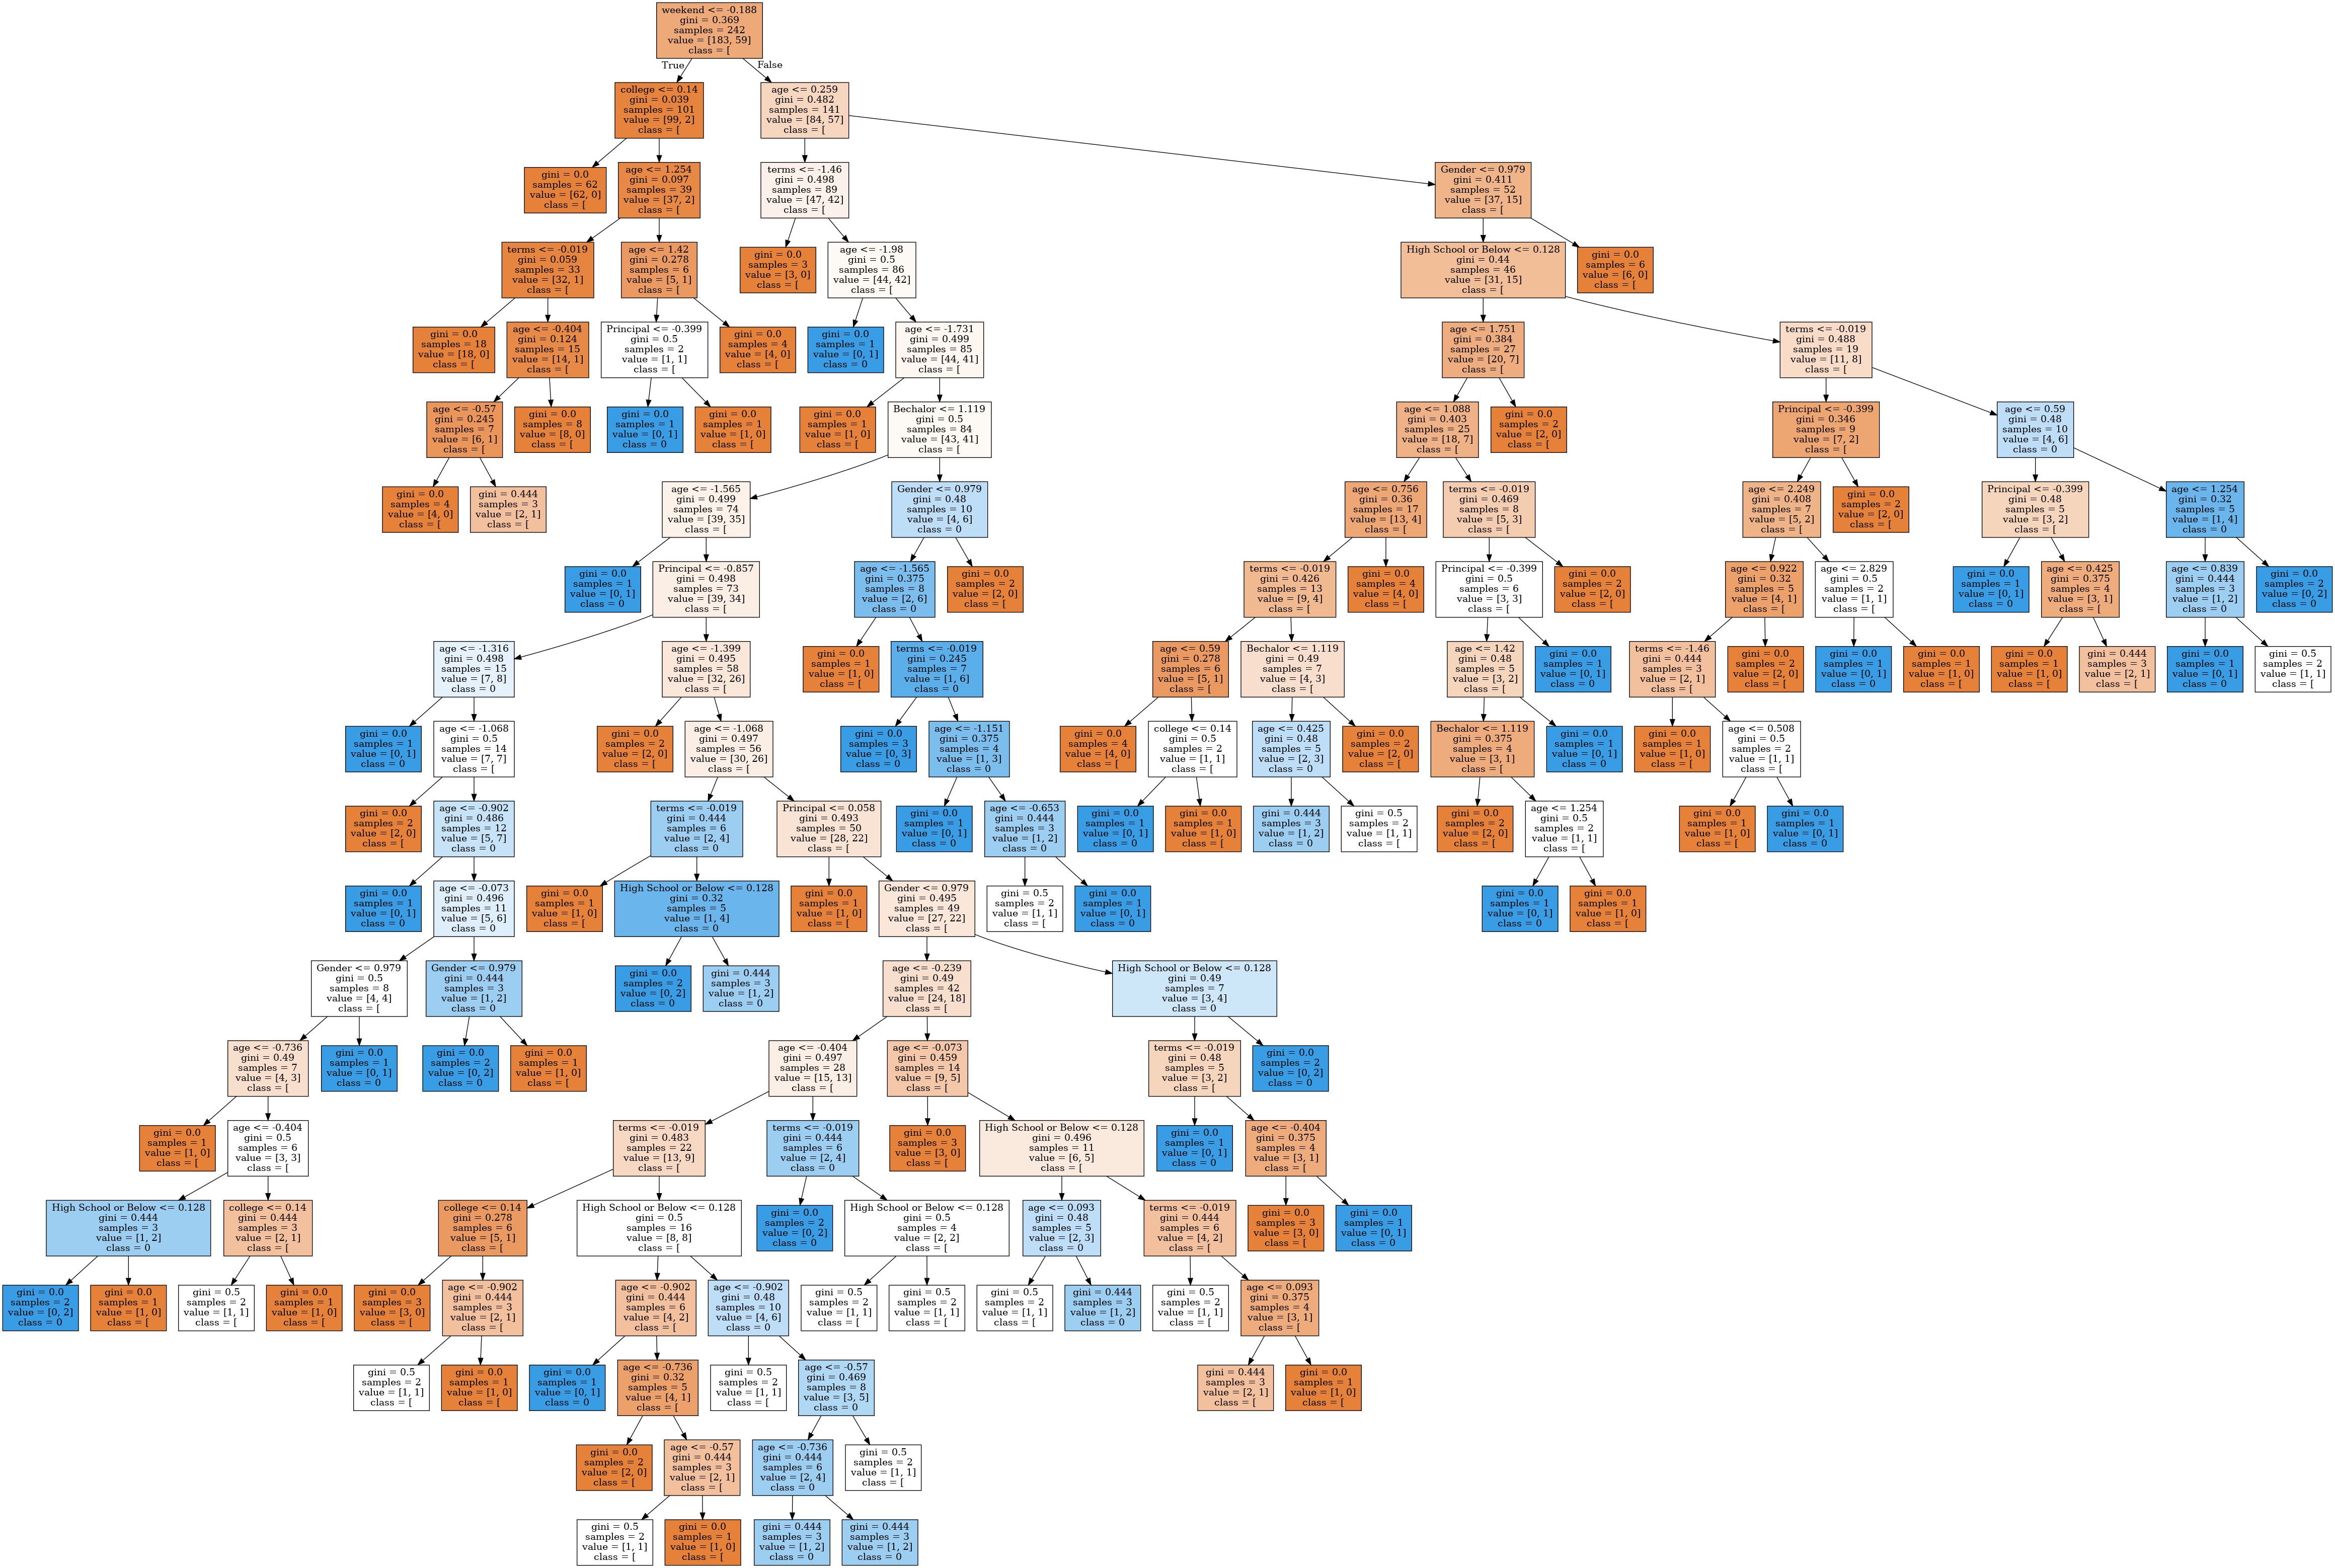 weekend <= -0.188
gini = 0.369
samples = 242
value = [183, 59]
class = [
True
False
college <= 0.14
gini = 0.039
samples = 101
value = [99, 2]
class = [
age <= 0.259
gini = 0.482
samples = 141
value = [84, 57]
class = [
gini = 0.0
samples = 62
value = [62, 0]
class = [
age <= 1.254
gini = 0.097
samples = 39
value = [37, 2]
class = [
terms <= -1.46
gini = 0.498
samples = 89
value = [47, 42]
class = [
Gender <= 0.979
gini = 0.411
samples = 52
value = [37, 15]
class = [
terms <= -0.019
gini = 0.059
samples = 33
value = [32, 1]
class = [
age <= 1.42
gini = 0.278
samples = 6
value = [5, 1]
class = [
gini = 0.0
samples = 3
value = [3, 0]
class = [
age <= -1.98
gini = 0.5
samples = 86
value = [44, 42]
class = [
High School or Below <= 0.128
gini = 0.44
samples = 46
value = [31, 15]
class = [
gini = 0.0
samples = 6
value = [6, 0]
class = [
gini = 0.0
samples = 18
value = [18, 0]
class = [
age <= -0.404
gini = 0.124
samples = 15
value = [14, 1]
class = [
Principal <= -0.399
gini = 0.5
samples = 2
value = [1, 1]
class = [
gini = 0.0
samples = 4
value = [4, 0]
class = [
gini = 0.0
samples = 1
value = [0, 1]
class = 0
age <= -1.731
gini = 0.499
samples = 85
value = [44, 41]
class = [
age <= 1.751
gini = 0.384
samples = 27
value = [20, 7]
class = [
terms <= -0.019
gini = 0.488
samples = 19
value = [11, 8]
class = [
age <= -0.57
gini = 0.245
samples = 7
value = [6, 1]
class = [
gini = 0.0
samples = 8
value = [8, 0]
class = [
gini = 0.0
samples = 1
value = [0, 1]
class = 0
gini = 0.0
samples = 1
value = [1, 0]
class = [
gini = 0.0
samples = 1
value = [1, 0]
class = [
Bechalor <= 1.119
gini = 0.5
samples = 84
value = [43, 41]
class = [
age <= 1.088
gini = 0.403
samples = 25
value = [18, 7]
class = [
gini = 0.0
samples = 2
value = [2, 0]
class = [
Principal <= -0.399
gini = 0.346
samples = 9
value = [7, 2]
class = [
age <= 0.59
gini = 0.48
samples = 10
value = [4, 6]
class = 0
gini = 0.0
samples = 4
value = [4, 0]
class = [
gini = 0.444
samples = 3
value = [2, 1]
class = [
age <= -1.565
gini = 0.499
samples = 74
value = [39, 35]
class = [
Gender <= 0.979
gini = 0.48
samples = 10
value = [4, 6]
class = 0
age <= 0.756
gini = 0.36
samples = 17
value = [13, 4]
class = [
terms <= -0.019
gini = 0.469
samples = 8
value = [5, 3]
class = [
age <= 2.249
gini = 0.408
samples = 7
value = [5, 2]
class = [
gini = 0.0
samples = 2
value = [2, 0]
class = [
Principal <= -0.399
gini = 0.48
samples = 5
value = [3, 2]
class = [
age <= 1.254
gini = 0.32
samples = 5
value = [1, 4]
class = 0
gini = 0.0
samples = 1
value = [0, 1]
class = 0
Principal <= -0.857
gini = 0.498
samples = 73
value = [39, 34]
class = [
age <= -1.565
gini = 0.375
samples = 8
value = [2, 6]
class = 0
gini = 0.0
samples = 2
value = [2, 0]
class = [
terms <= -0.019
gini = 0.426
samples = 13
value = [9, 4]
class = [
gini = 0.0
samples = 4
value = [4, 0]
class = [
Principal <= -0.399
gini = 0.5
samples = 6
value = [3, 3]
class = [
gini = 0.0
samples = 2
value = [2, 0]
class = [
age <= 0.922
gini = 0.32
samples = 5
value = [4, 1]
class = [
age <= 2.829
gini = 0.5
samples = 2
value = [1, 1]
class = [
gini = 0.0
samples = 1
value = [0, 1]
class = 0
age <= 0.425
gini = 0.375
samples = 4
value = [3, 1]
class = [
age <= 0.839
gini = 0.444
samples = 3
value = [1, 2]
class = 0
gini = 0.0
samples = 2
value = [0, 2]
class = 0
age <= -1.316
gini = 0.498
samples = 15
value = [7, 8]
class = 0
age <= -1.399
gini = 0.495
samples = 58
value = [32, 26]
class = [
gini = 0.0
samples = 1
value = [1, 0]
class = [
terms <= -0.019
gini = 0.245
samples = 7
value = [1, 6]
class = 0
age <= 0.59
gini = 0.278
samples = 6
value = [5, 1]
class = [
Bechalor <= 1.119
gini = 0.49
samples = 7
value = [4, 3]
class = [
age <= 1.42
gini = 0.48
samples = 5
value = [3, 2]
class = [
gini = 0.0
samples = 1
value = [0, 1]
class = 0
terms <= -1.46
gini = 0.444
samples = 3
value = [2, 1]
class = [
gini = 0.0
samples = 2
value = [2, 0]
class = [
gini = 0.0
samples = 1
value = [0, 1]
class = 0
gini = 0.0
samples = 1
value = [1, 0]
class = [
gini = 0.0
samples = 1
value = [1, 0]
class = [
gini = 0.444
samples = 3
value = [2, 1]
class = [
gini = 0.0
samples = 1
value = [0, 1]
class = 0
gini = 0.5
samples = 2
value = [1, 1]
class = [
gini = 0.0
samples = 1
value = [0, 1]
class = 0
age <= -1.068
gini = 0.5
samples = 14
value = [7, 7]
class = [
gini = 0.0
samples = 2
value = [2, 0]
class = [
age <= -1.068
gini = 0.497
samples = 56
value = [30, 26]
class = [
gini = 0.0
samples = 3
value = [0, 3]
class = 0
age <= -1.151
gini = 0.375
samples = 4
value = [1, 3]
class = 0
gini = 0.0
samples = 4
value = [4, 0]
class = [
college <= 0.14
gini = 0.5
samples = 2
value = [1, 1]
class = [
age <= 0.425
gini = 0.48
samples = 5
value = [2, 3]
class = 0
gini = 0.0
samples = 2
value = [2, 0]
class = [
Bechalor <= 1.119
gini = 0.375
samples = 4
value = [3, 1]
class = [
gini = 0.0
samples = 1
value = [0, 1]
class = 0
gini = 0.0
samples = 1
value = [1, 0]
class = [
age <= 0.508
gini = 0.5
samples = 2
value = [1, 1]
class = [
gini = 0.0
samples = 2
value = [2, 0]
class = [
age <= -0.902
gini = 0.486
samples = 12
value = [5, 7]
class = 0
terms <= -0.019
gini = 0.444
samples = 6
value = [2, 4]
class = 0
Principal <= 0.058
gini = 0.493
samples = 50
value = [28, 22]
class = [
gini = 0.0
samples = 1
value = [0, 1]
class = 0
age <= -0.653
gini = 0.444
samples = 3
value = [1, 2]
class = 0
gini = 0.0
samples = 1
value = [0, 1]
class = 0
gini = 0.0
samples = 1
value = [1, 0]
class = [
gini = 0.444
samples = 3
value = [1, 2]
class = 0
gini = 0.5
samples = 2
value = [1, 1]
class = [
gini = 0.0
samples = 2
value = [2, 0]
class = [
age <= 1.254
gini = 0.5
samples = 2
value = [1, 1]
class = [
gini = 0.0
samples = 1
value = [1, 0]
class = [
gini = 0.0
samples = 1
value = [0, 1]
class = 0
gini = 0.0
samples = 1
value = [0, 1]
class = 0
age <= -0.073
gini = 0.496
samples = 11
value = [5, 6]
class = 0
gini = 0.0
samples = 1
value = [1, 0]
class = [
High School or Below <= 0.128
gini = 0.32
samples = 5
value = [1, 4]
class = 0
gini = 0.0
samples = 1
value = [1, 0]
class = [
Gender <= 0.979
gini = 0.495
samples = 49
value = [27, 22]
class = [
gini = 0.5
samples = 2
value = [1, 1]
class = [
gini = 0.0
samples = 1
value = [0, 1]
class = 0
gini = 0.0
samples = 1
value = [0, 1]
class = 0
gini = 0.0
samples = 1
value = [1, 0]
class = [
Gender <= 0.979
gini = 0.5
samples = 8
value = [4, 4]
class = [
Gender <= 0.979
gini = 0.444
samples = 3
value = [1, 2]
class = 0
gini = 0.0
samples = 2
value = [0, 2]
class = 0
gini = 0.444
samples = 3
value = [1, 2]
class = 0
age <= -0.239
gini = 0.49
samples = 42
value = [24, 18]
class = [
High School or Below <= 0.128
gini = 0.49
samples = 7
value = [3, 4]
class = 0
age <= -0.736
gini = 0.49
samples = 7
value = [4, 3]
class = [
gini = 0.0
samples = 1
value = [0, 1]
class = 0
gini = 0.0
samples = 2
value = [0, 2]
class = 0
gini = 0.0
samples = 1
value = [1, 0]
class = [
age <= -0.404
gini = 0.497
samples = 28
value = [15, 13]
class = [
age <= -0.073
gini = 0.459
samples = 14
value = [9, 5]
class = [
terms <= -0.019
gini = 0.48
samples = 5
value = [3, 2]
class = [
gini = 0.0
samples = 2
value = [0, 2]
class = 0
gini = 0.0
samples = 1
value = [1, 0]
class = [
age <= -0.404
gini = 0.5
samples = 6
value = [3, 3]
class = [
terms <= -0.019
gini = 0.483
samples = 22
value = [13, 9]
class = [
terms <= -0.019
gini = 0.444
samples = 6
value = [2, 4]
class = 0
gini = 0.0
samples = 3
value = [3, 0]
class = [
High School or Below <= 0.128
gini = 0.496
samples = 11
value = [6, 5]
class = [
gini = 0.0
samples = 1
value = [0, 1]
class = 0
age <= -0.404
gini = 0.375
samples = 4
value = [3, 1]
class = [
High School or Below <= 0.128
gini = 0.444
samples = 3
value = [1, 2]
class = 0
college <= 0.14
gini = 0.444
samples = 3
value = [2, 1]
class = [
college <= 0.14
gini = 0.278
samples = 6
value = [5, 1]
class = [
High School or Below <= 0.128
gini = 0.5
samples = 16
value = [8, 8]
class = [
gini = 0.0
samples = 2
value = [0, 2]
class = 0
High School or Below <= 0.128
gini = 0.5
samples = 4
value = [2, 2]
class = [
age <= 0.093
gini = 0.48
samples = 5
value = [2, 3]
class = 0
terms <= -0.019
gini = 0.444
samples = 6
value = [4, 2]
class = [
gini = 0.0
samples = 3
value = [3, 0]
class = [
gini = 0.0
samples = 1
value = [0, 1]
class = 0
gini = 0.0
samples = 2
value = [0, 2]
class = 0
gini = 0.0
samples = 1
value = [1, 0]
class = [
gini = 0.5
samples = 2
value = [1, 1]
class = [
gini = 0.0
samples = 1
value = [1, 0]
class = [
gini = 0.0
samples = 3
value = [3, 0]
class = [
age <= -0.902
gini = 0.444
samples = 3
value = [2, 1]
class = [
age <= -0.902
gini = 0.444
samples = 6
value = [4, 2]
class = [
age <= -0.902
gini = 0.48
samples = 10
value = [4, 6]
class = 0
gini = 0.5
samples = 2
value = [1, 1]
class = [
gini = 0.5
samples = 2
value = [1, 1]
class = [
gini = 0.5
samples = 2
value = [1, 1]
class = [
gini = 0.444
samples = 3
value = [1, 2]
class = 0
gini = 0.5
samples = 2
value = [1, 1]
class = [
age <= 0.093
gini = 0.375
samples = 4
value = [3, 1]
class = [
gini = 0.5
samples = 2
value = [1, 1]
class = [
gini = 0.0
samples = 1
value = [1, 0]
class = [
gini = 0.0
samples = 1
value = [0, 1]
class = 0
age <= -0.736
gini = 0.32
samples = 5
value = [4, 1]
class = [
gini = 0.5
samples = 2
value = [1, 1]
class = [
age <= -0.57
gini = 0.469
samples = 8
value = [3, 5]
class = 0
gini = 0.444
samples = 3
value = [2, 1]
class = [
gini = 0.0
samples = 1
value = [1, 0]
class = [
gini = 0.0
samples = 2
value = [2, 0]
class = [
age <= -0.57
gini = 0.444
samples = 3
value = [2, 1]
class = [
age <= -0.736
gini = 0.444
samples = 6
value = [2, 4]
class = 0
gini = 0.5
samples = 2
value = [1, 1]
class = [
gini = 0.5
samples = 2
value = [1, 1]
class = [
gini = 0.0
samples = 1
value = [1, 0]
class = [
gini = 0.444
samples = 3
value = [1, 2]
class = 0
gini = 0.444
samples = 3
value = [1, 2]
class = 0